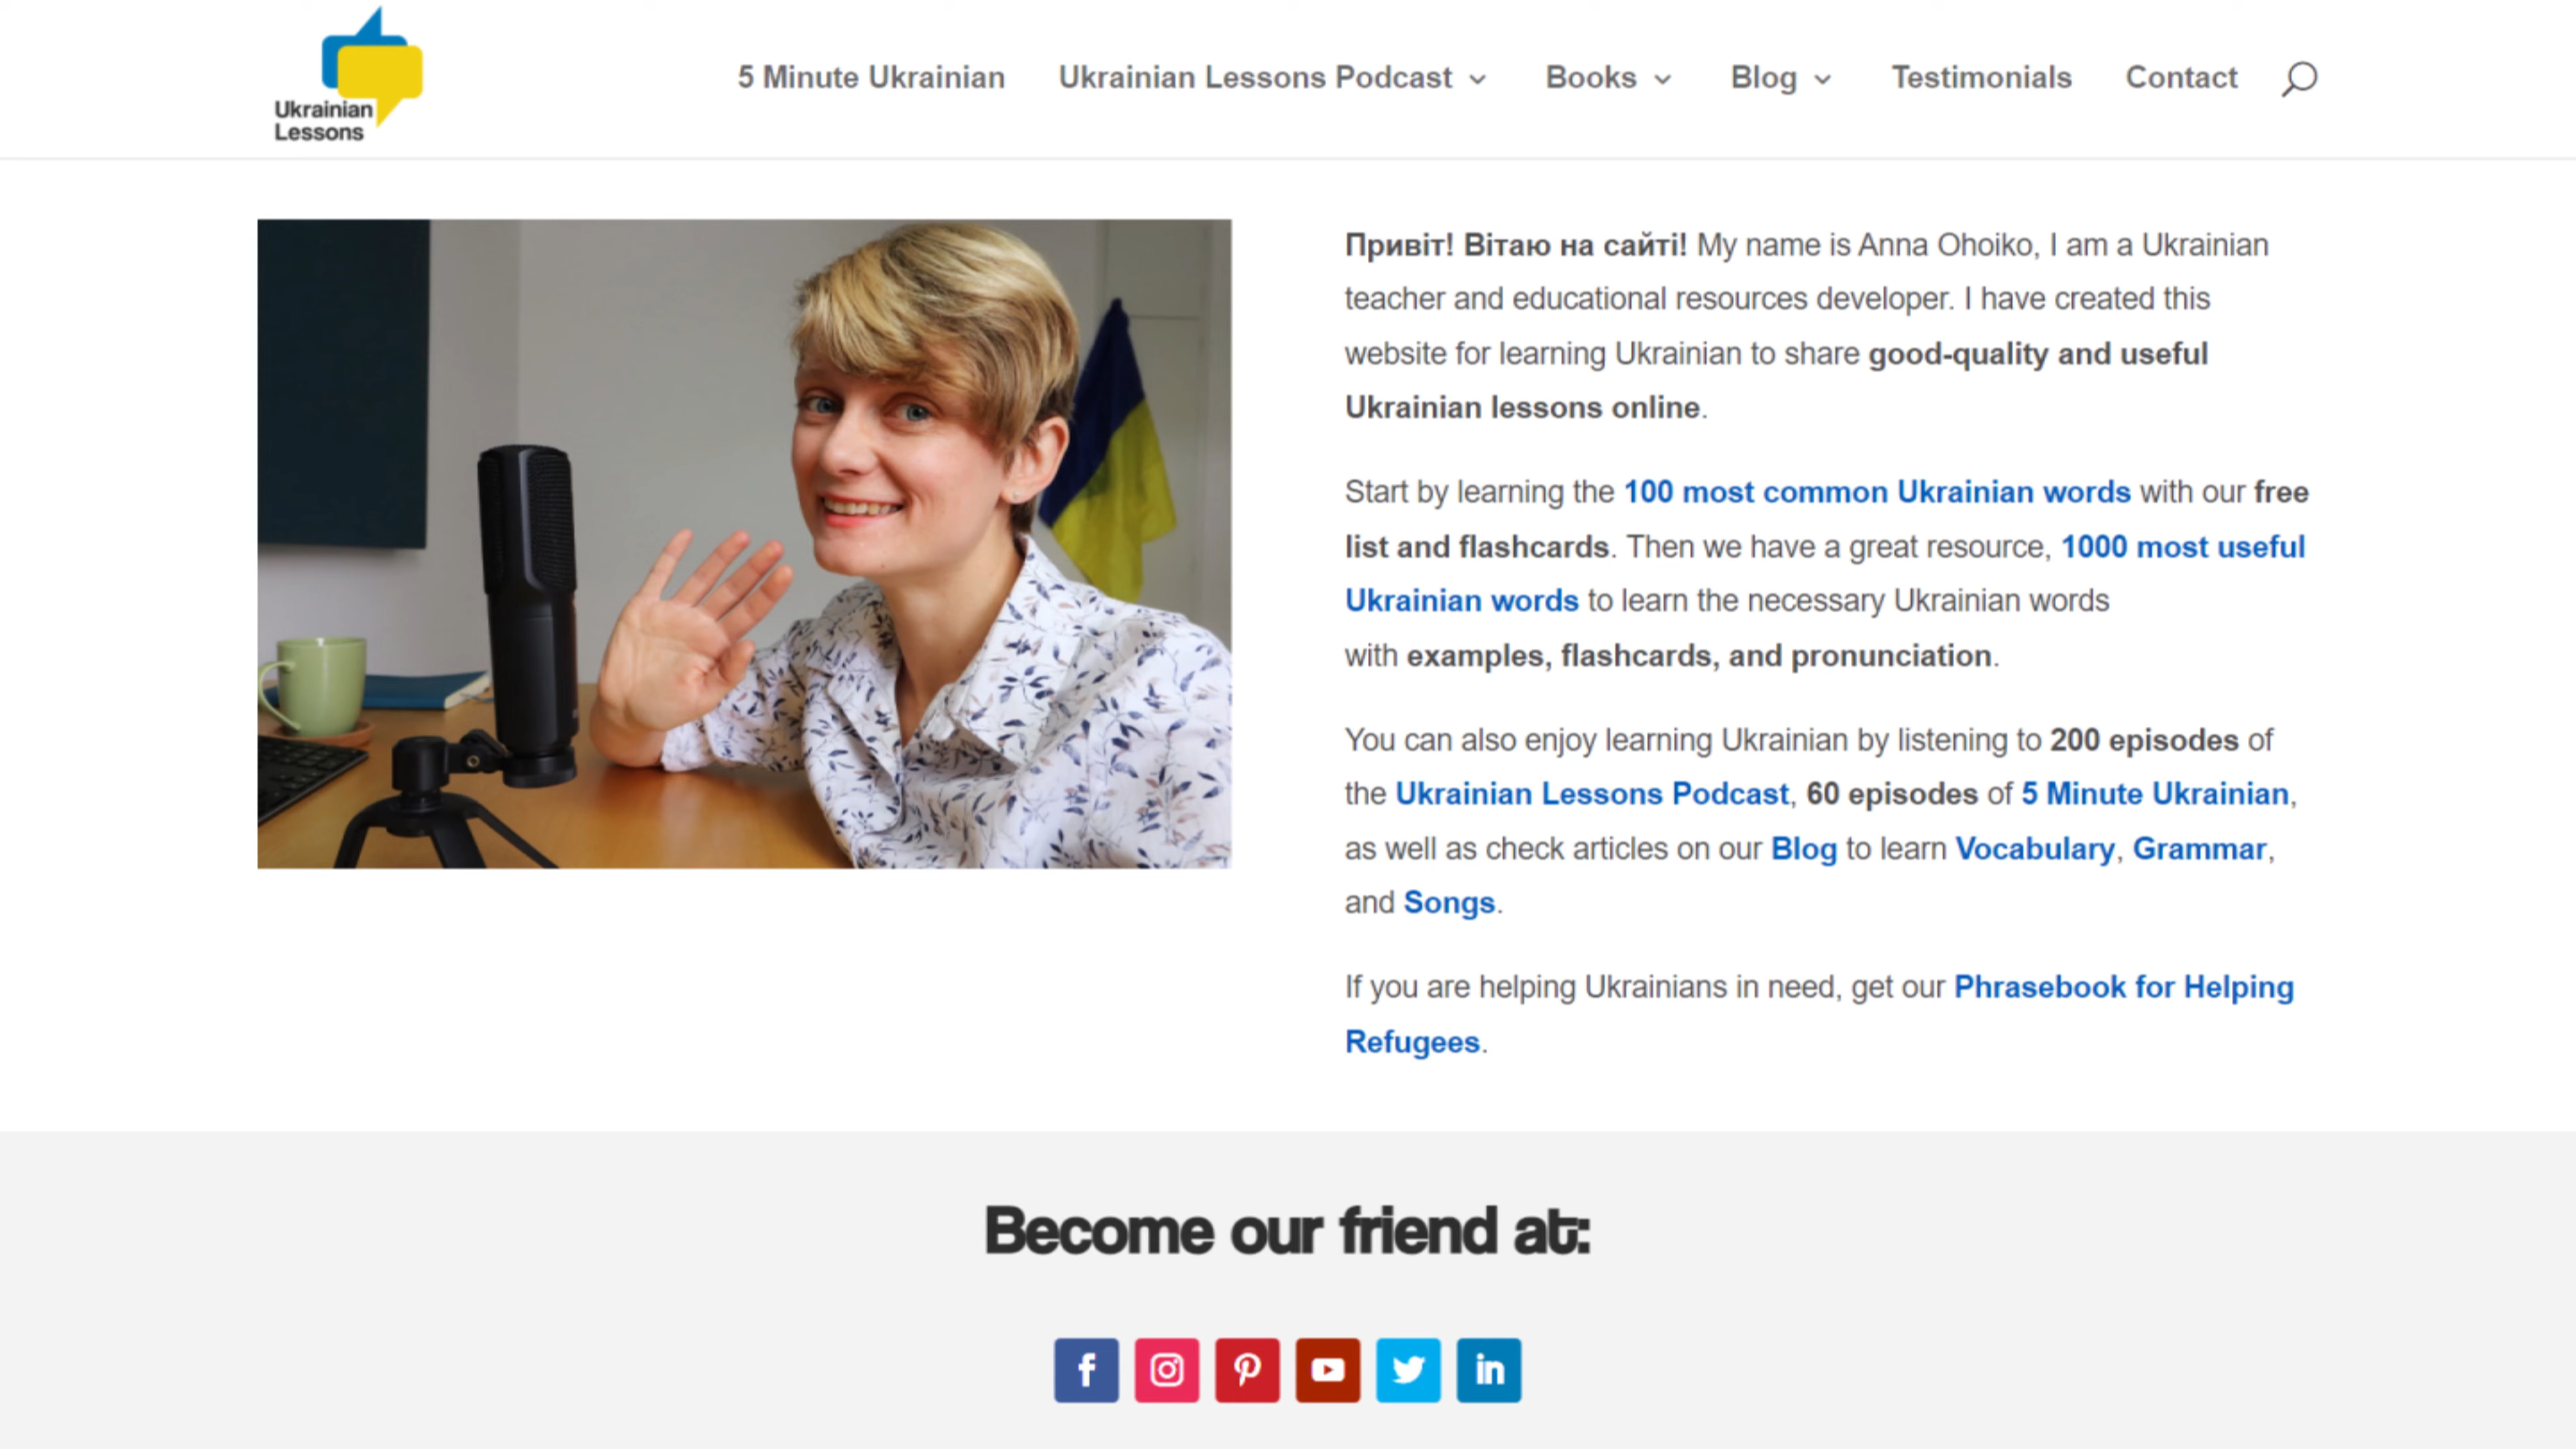 Ukrainian
Lessons
5 Minute Ukrainian
Ukrainian Lessons Podcast
Books
Blog
Testimonials
Contact
Привіт! Вітаю на сайті! My name is Anna Ohoiko, I am a Ukrainian
teacher and educational resources developer. I have created this
website for learning Ukrainian to share good-quality and useful
Ukrainian lessons online.
Start by learning the 100 most common Ukrainian words with our free
list and flashcards. Then we have a great resource, 1000 most useful
Ukrainian words to learn the necessary Ukrainian words
with examples, flashcards, and pronunciation.
You can also enjoy learning Ukrainian by listening to 200 episodes of
the Ukrainian Lessons Podcast, 60 episodes of 5 Minute Ukrainian,
as well as check articles on our Blog to learn Vocabulary, Grammar,
and Songs.
If you are helping Ukrainians in need, get our Phrasebook for Helping
Refugees.
Become our friend at: